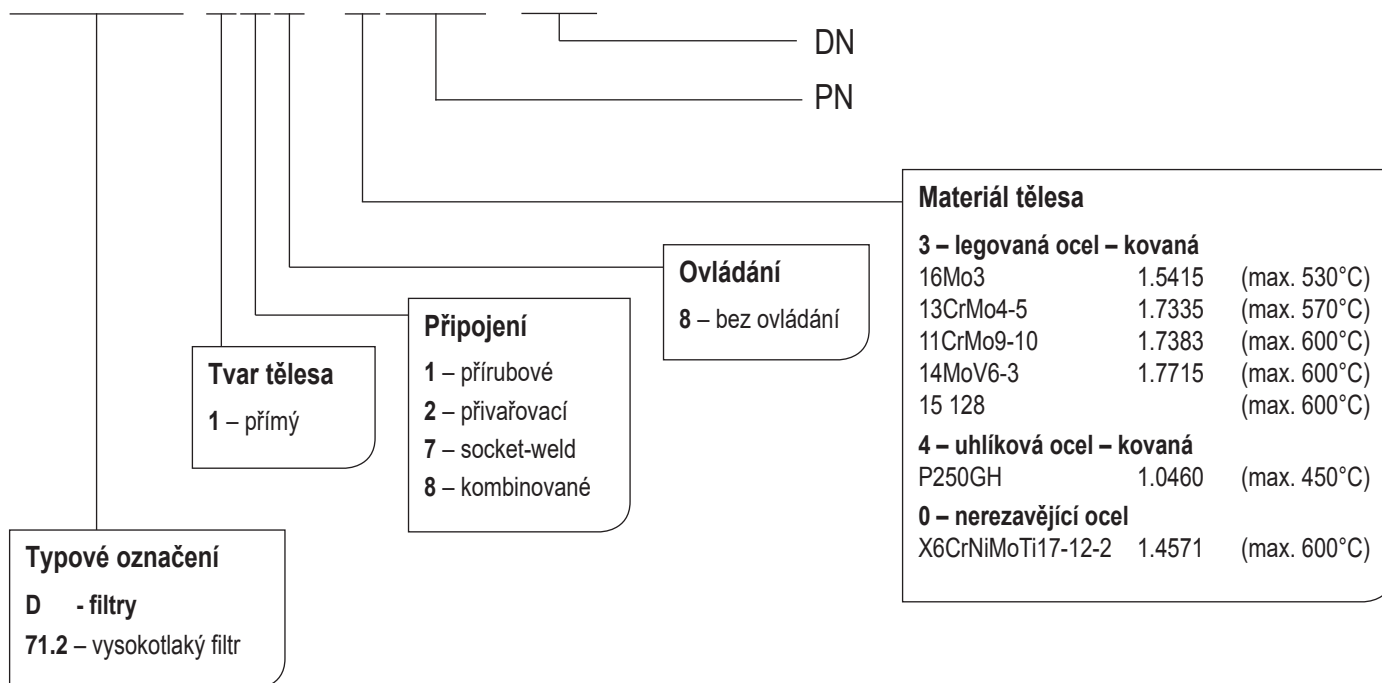 DN
PN
Materiál tělesa
3 – legovaná ocel – kovaná
16Mo3 1.5415 (max. 530°C)
13CrMo4-5 1.7335 (max. 570°C)
11CrMo9-10 1.7383 (max. 600°C)
14MoV6-3 1.7715 (max. 600°C)
15 128 (max. 600°C)
4 – uhlíková ocel – kovaná
P250GH 1.0460 (max. 450°C)
0 – nerezavějící ocel
X6CrNiMoTi17-12-2 1.4571 (max. 600°C)
Ovládání
8 – bez ovládání
Připojení
1 – přírubové
2 – přivařovací
7 – socket-weld
8 – kombinované
Tvar tělesa
1 – přímý
Typové označení
D - filtry
71.2 – vysokotlaký filtr